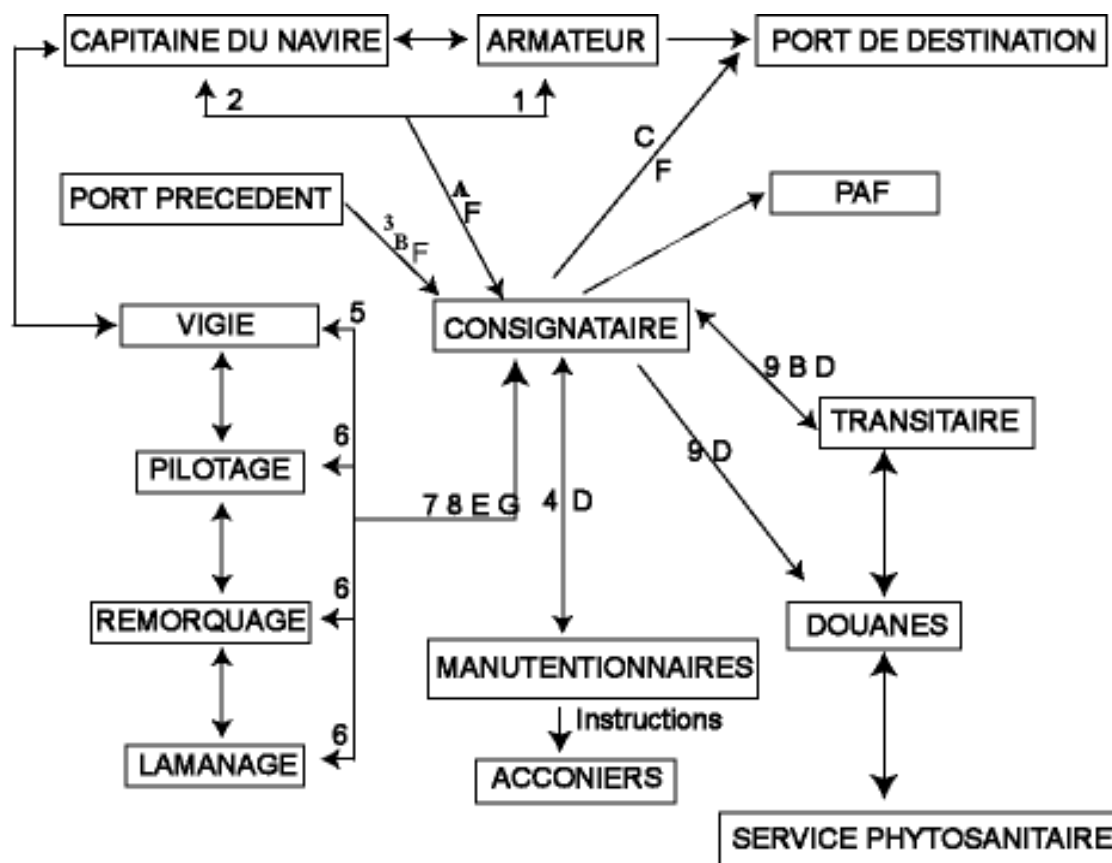 CAPITAINE DU NAVIRE
ARMATEUR
PORT DE DESTINATION
2
1
C
F
PORT PRECEDENT
A
F
PAF
3
B F
VIGIE
5
CONSIGNATAIRE
9 B D
TRANSITAIRE
PILOTAGE
6
9 D
7 8 E G
4 D
REMORQUAGE
6
DOUANES
MANUTENTIONNAIRES
Instructions
LAMANAGE
6
ACCONIERS
SERVICE PHYTOSANITAIRE